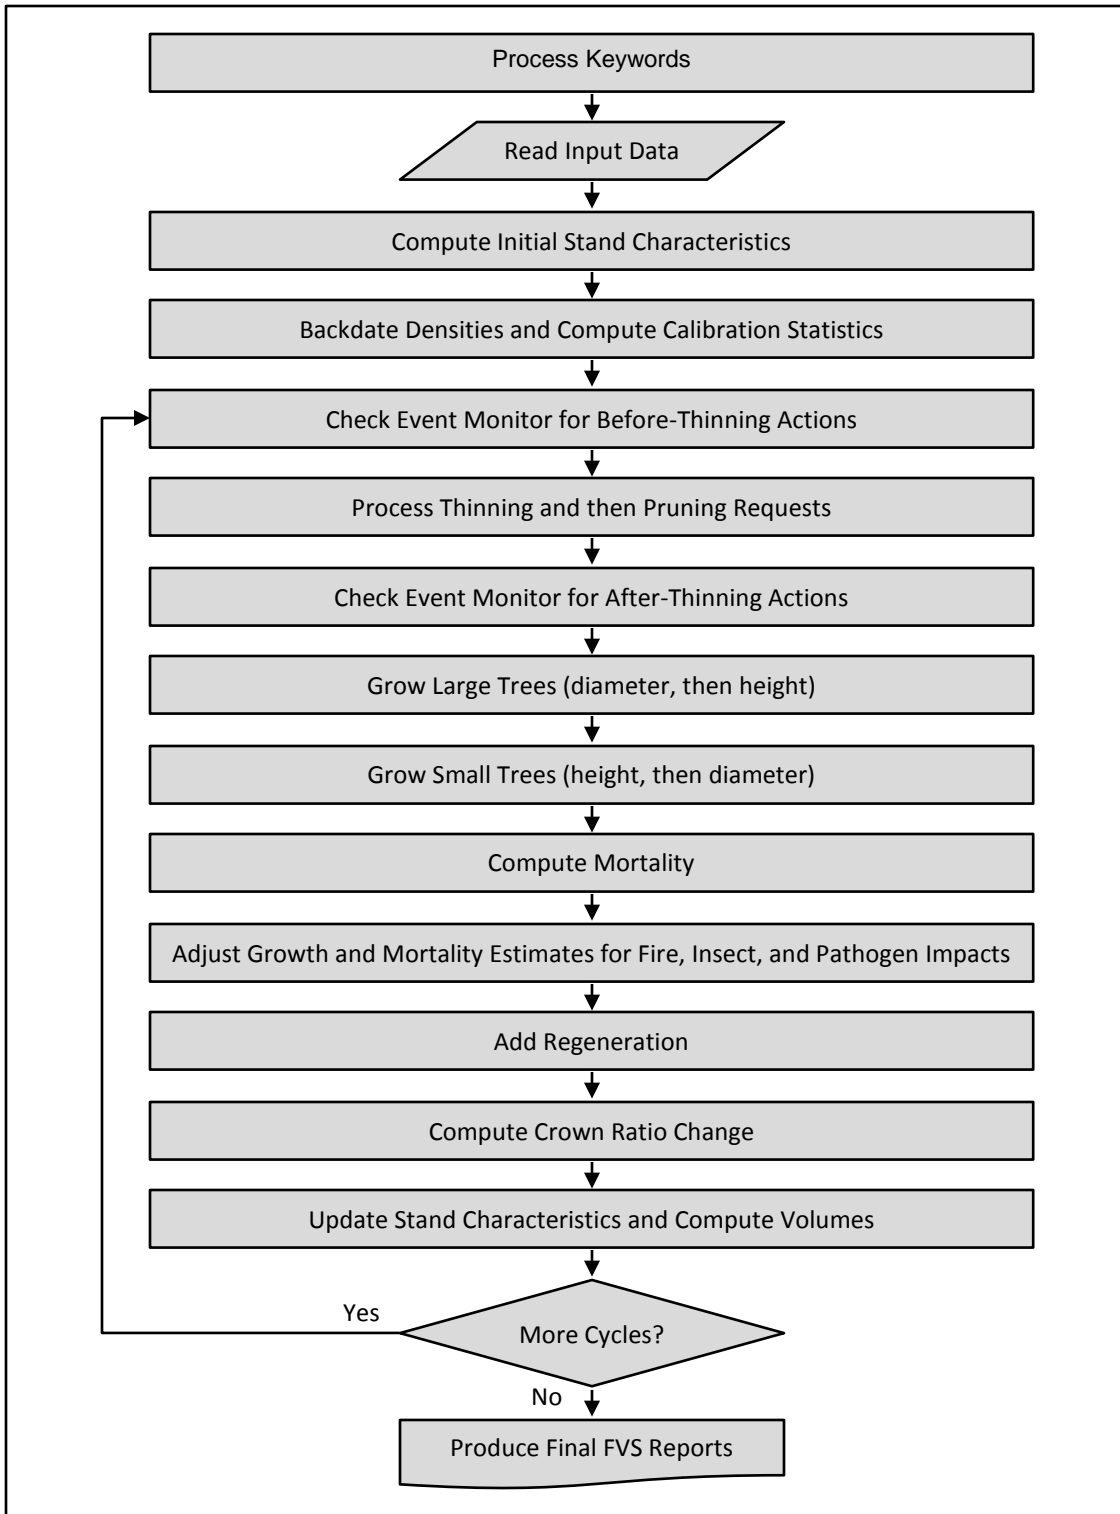 Process Keywords
Read Input Data
Compute Initial Stand Characteristics
Backdate Densities and Compute Calibration Statistics
Check Event Monitor for Before-Thinning Actions
Process Thinning and then Pruning Requests
Check Event Monitor for After-Thinning Actions
Grow Large Trees (diameter, then height)
Grow Small Trees (height, then diameter)
Compute Mortality
Adjust Growth and Mortality Estimates for Fire, Insect, and Pathogen Impacts
Add Regeneration
Compute Crown Ratio Change
Update Stand Characteristics and Compute Volumes
Yes
More Cycles?
No
Produce Final FVS Reports